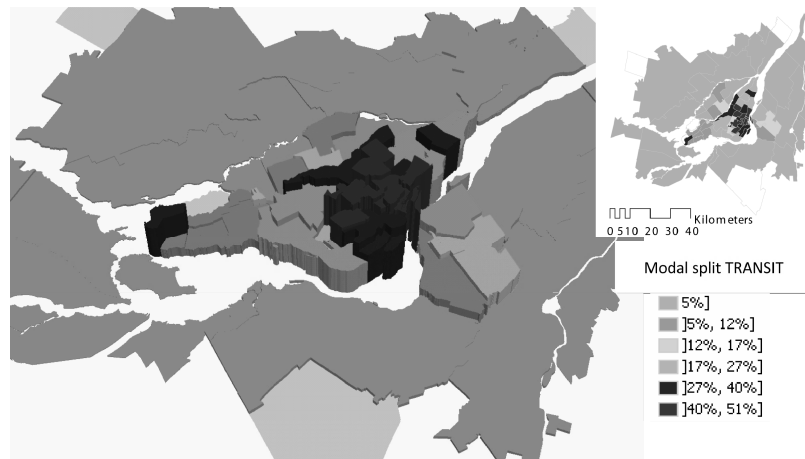 Kilometers
0 5 10 20 30 40
Modal split TRANSIT
5%]
]5%, 12%]
]12%, 17%]
]17%, 27%]
]27%, 40%]
]40%, 51%]